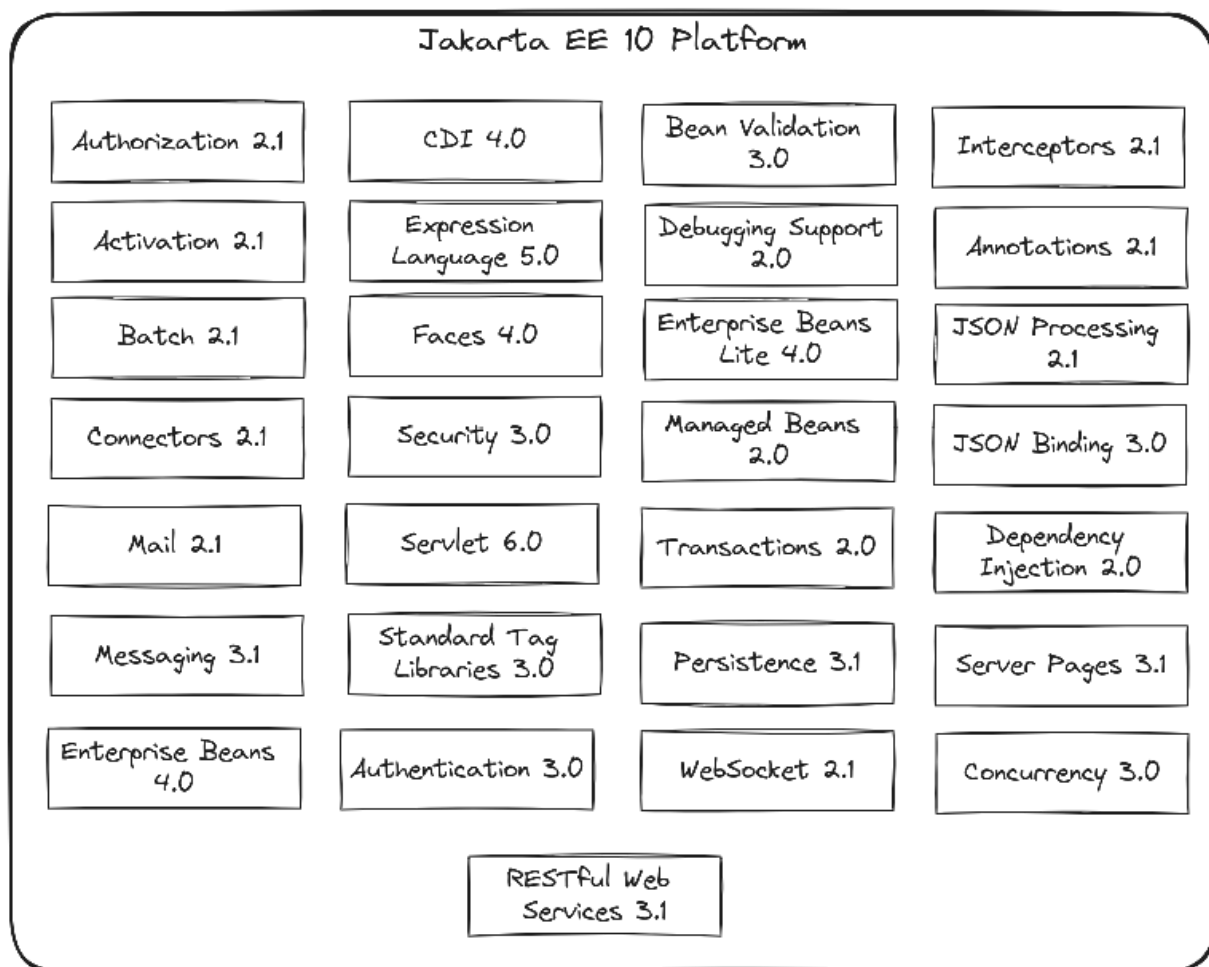 Jakarta EE 10 Platform
Authorization 2.1
CDI 4.0
Bean Validation
3.0
Interceptors 2.1
Activation 2.1
Expression
Language 5.0
Debugging Support
2.0
Annotations 2.1
Batch 2.1
Faces 4.0
Enterprise Beans
Lite 4.0
JSON Processing
2.1
Connectors 2.1
Security 3.0
Managed Beans
2.0
JSON Binding 3.0
Mail 2.1
Servlet 6.0
Transactions 2.0
Dependency
Injection 2.0
Messaging 3.1
Standard Tag
Libraries 3.0
Persistence 3.1
Server Pages 3.1
Enterprise Beans
4.0
Authentication 3.0
WebSocket 2.1
Concurrency 3.0
RESTful Web
Services 3.1